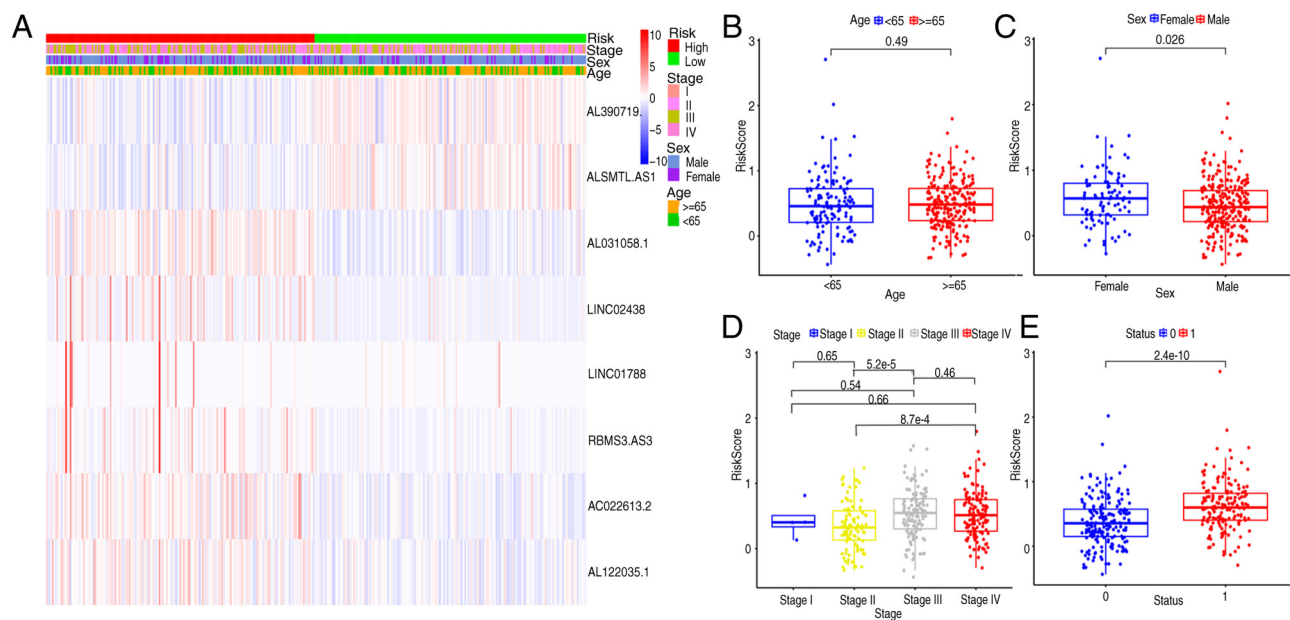 A
Risk
Stage
Sex
Age
10
5
0
−5
−10
Risk
High
Low
Stage
I
II
III
IV
Sex
Male
Female
Age
>=65
<65
AL390719.
ALSMTL.AS1
AL031058.1
LINC02438
LINC01788
RBMS3.AS3
AC022613.2
AL122035.1
B
Age <65 >=65
0.49
3
2
1
0
RiskScore
<65 >=65
Age
C
Sex Female Male
0.026
3
2
1
0
RiskScore
Female Male
Sex
D
Stage Stage I Stage II Stage III Stage IV
0.65
5.2e-5
0.46
0.54
0.66
8.7e-4
3
2
1
0
RiskScore
Stage I Stage II Stage III Stage IV
Stage
E
Status 0 1
2.4e-10
3
2
1
0
RiskScore
0 1
Status